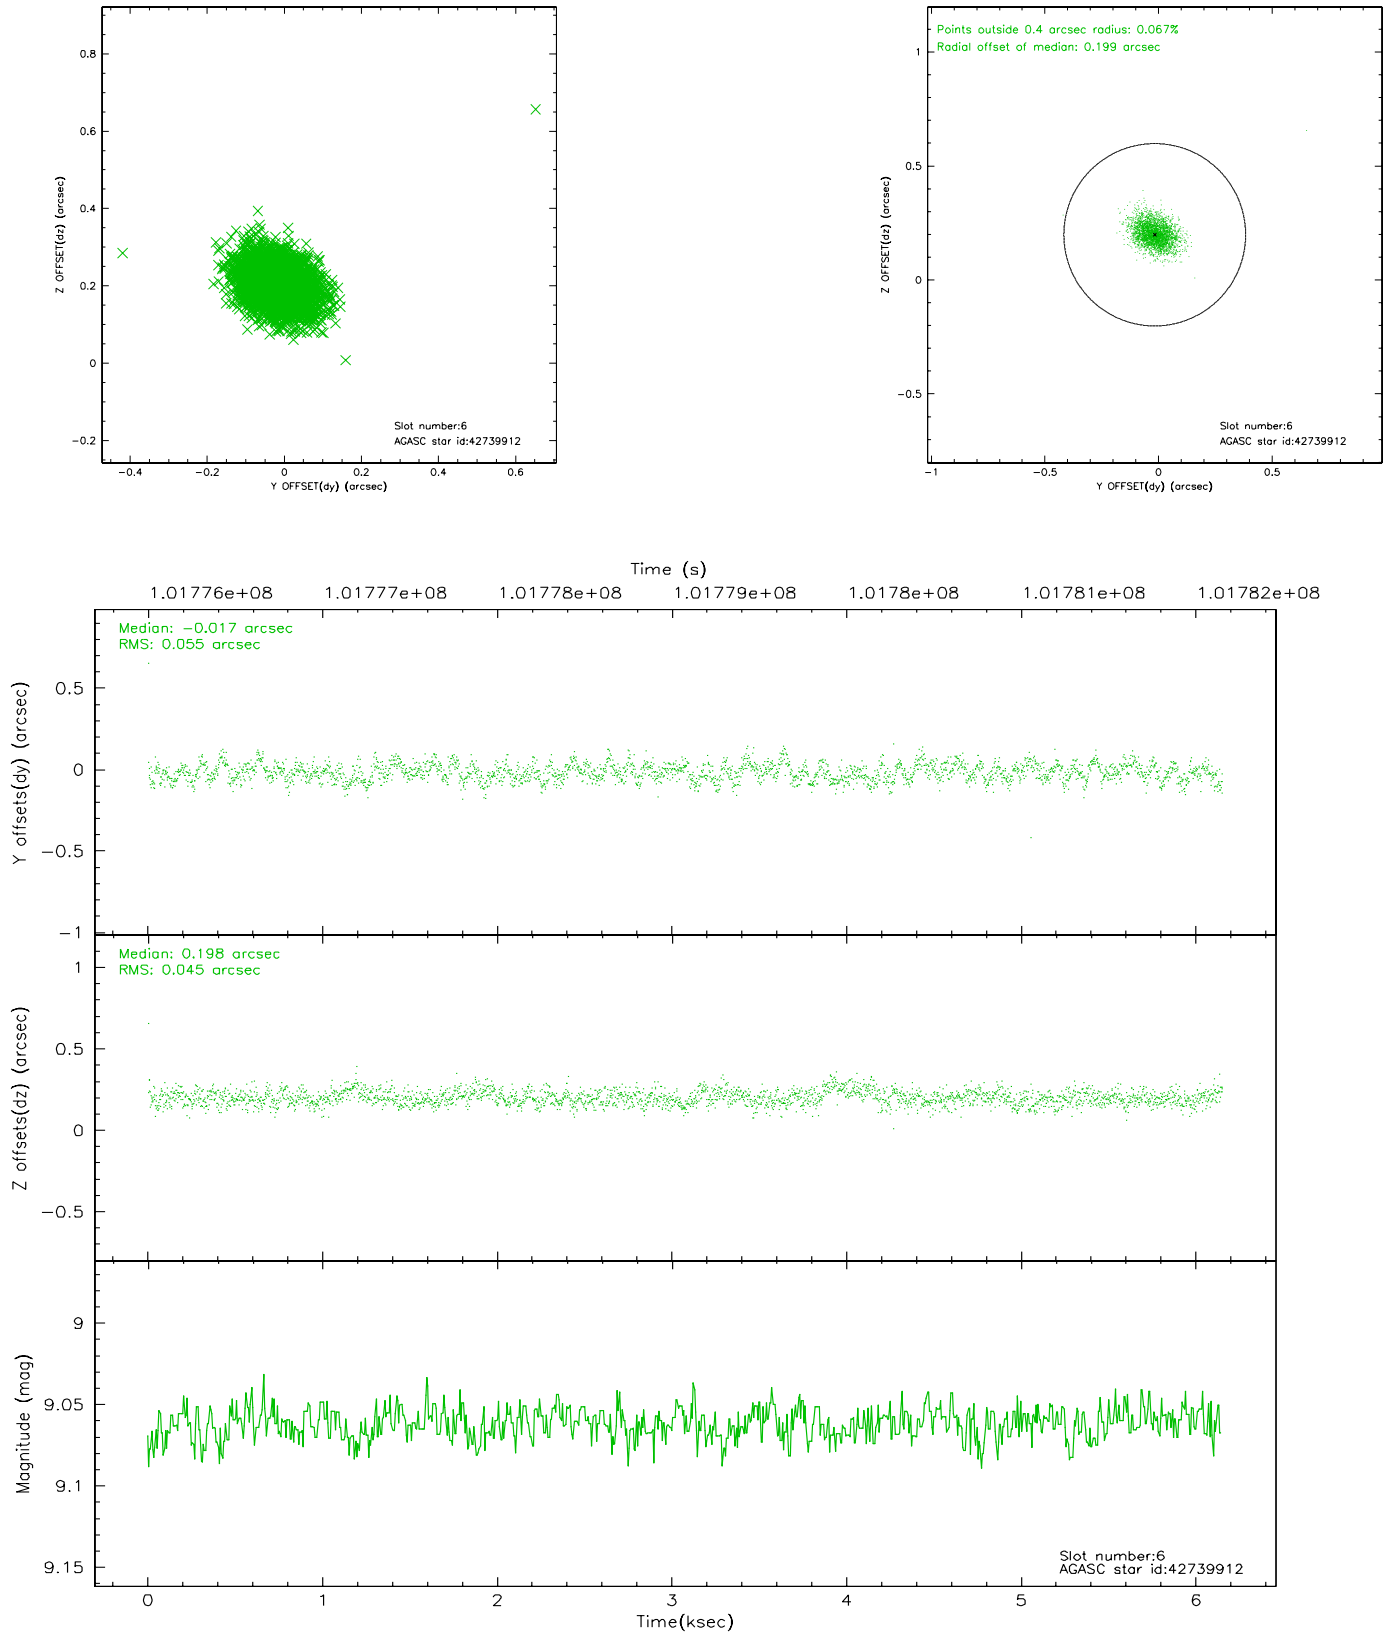 0.8
0.6
0.4
0.2
0
−0.2
Z OFFSET(dz) (arcsec)
Slot number:6
AGASC star id:42739912
−0.4 −0.2 0 0.2 0.4 0.6
Y OFFSET(dy) (arcsec)
Points outside 0.4 arcsec radius: 0.067%
Radial offset of median: 0.199 arcsec
1
0.5
0
−0.5
Z OFFSET(dz) (arcsec)
Slot number:6
AGASC star id:42739912
−1 −0.5 0 0.5
Y OFFSET(dy) (arcsec)
Time (s)
1.01776e+08 1.01777e+08 1.01778e+08 1.01779e+08 1.0178e+08 1.01781e+08 1.01782e+08
Median: −0.017 arcsec
RMS: 0.055 arcsec
0.5
0
−0.5
−1
Y offsets(dy) (arcsec)
Median: 0.198 arcsec
RMS: 0.045 arcsec
1
0.5
0
−0.5
Z offsets(dz) (arcsec)
9
9.05
9.1
9.15
Magnitude (mag)
Slot number:6
AGASC star id:42739912
0 1 2 3 4 5 6
Time(ksec)